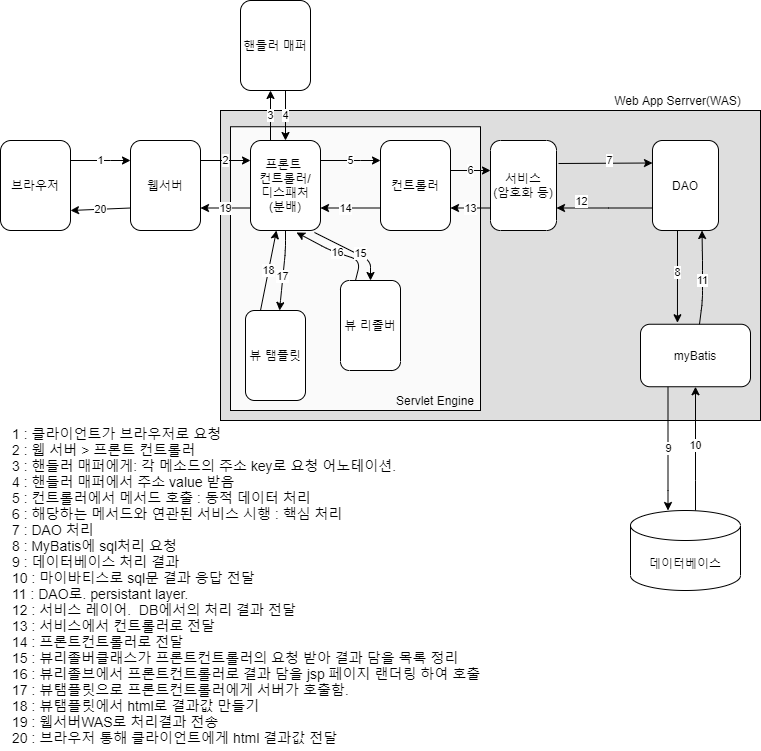 핸들러 매퍼
Web App Serrver(WAS)
3
4
브라우저
1
웹서버
2
프론트
컨트롤러/
디스패처
(분배)
5
컨트롤러
6
서비스
(암호화 등)
7
DAO
20
19
14
13
12
18
17
16
15
8
11
뷰 탬플릿
뷰 리졸버
myBatis
Servlet Engine
9
10
데이터베이스
1 : 클라이언트가 브라우저로 요청
2 : 웹 서버 > 프론트 컨트롤러
3 : 핸들러 매퍼에게: 각 메소드의 주소 key로 요청 어노테이션.
4 : 핸들러 매퍼에서 주소 value 받음
5 : 컨트롤러에서 메서드 호출 : 동적 데이터 처리
6 : 해당하는 메서드와 연관된 서비스 시행 : 핵심 처리
7 : DAO 처리
8 : MyBatis에 sql처리 요청
9 : 데이터베이스 처리 결과
10 : 마이바티스로 sql문 결과 응답 전달
11 : DAO로. persistant layer.
12 : 서비스 레이어. DB에서의 처리 결과 전달
13 : 서비스에서 컨트롤러로 전달
14 : 프론트컨트롤러로 전달
15 : 뷰리졸버클래스가 프론트컨트롤러의 요청 받아 결과 담을 목록 정리
16 : 뷰리졸브에서 프론트컨트롤러로 결과 담을 jsp 페이지 랜더링 하여 호출
17 : 뷰탬플릿으로 프론트컨트롤러에게 서버가 호출함.
18 : 뷰탬플릿에서 html로 결과값 만들기
19 : 웹서버WAS로 처리결과 전송
20 : 브라우저 통해 클라이언트에게 html 결과값 전달